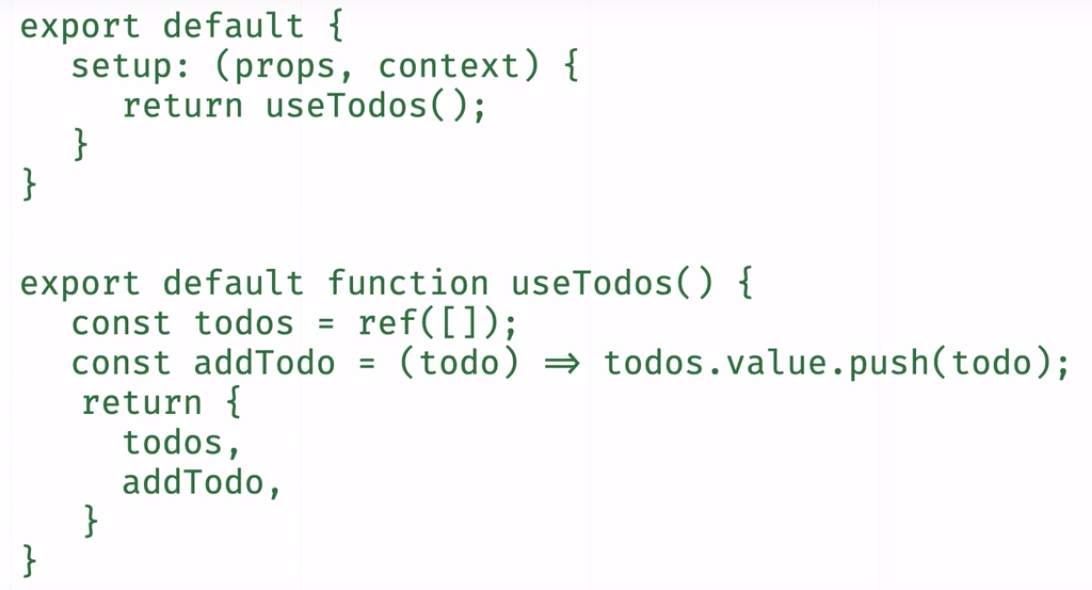 export default {
setup: (props, context) {
return useTodos();
}
}
export default function useTodos() {
const todos = ref([]);
const addTodo = (todo) ⇒ todos.value.push(todo);
return {
todos,
addTodo,
}
}